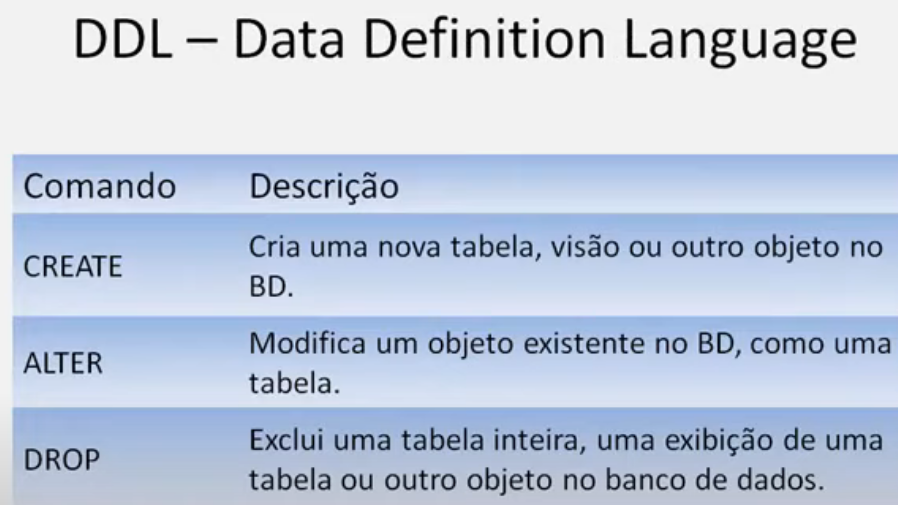 DDL – Data Definition Language
Comando Descrição
CREATE
Cria uma nova tabela, visão ou outro objeto no
BD.
ALTER
Modifica um objeto existente no BD, como uma
tabela.
DROP
Exclui uma tabela inteira, uma exibição de uma
tabela ou outro objeto no banco de dados.